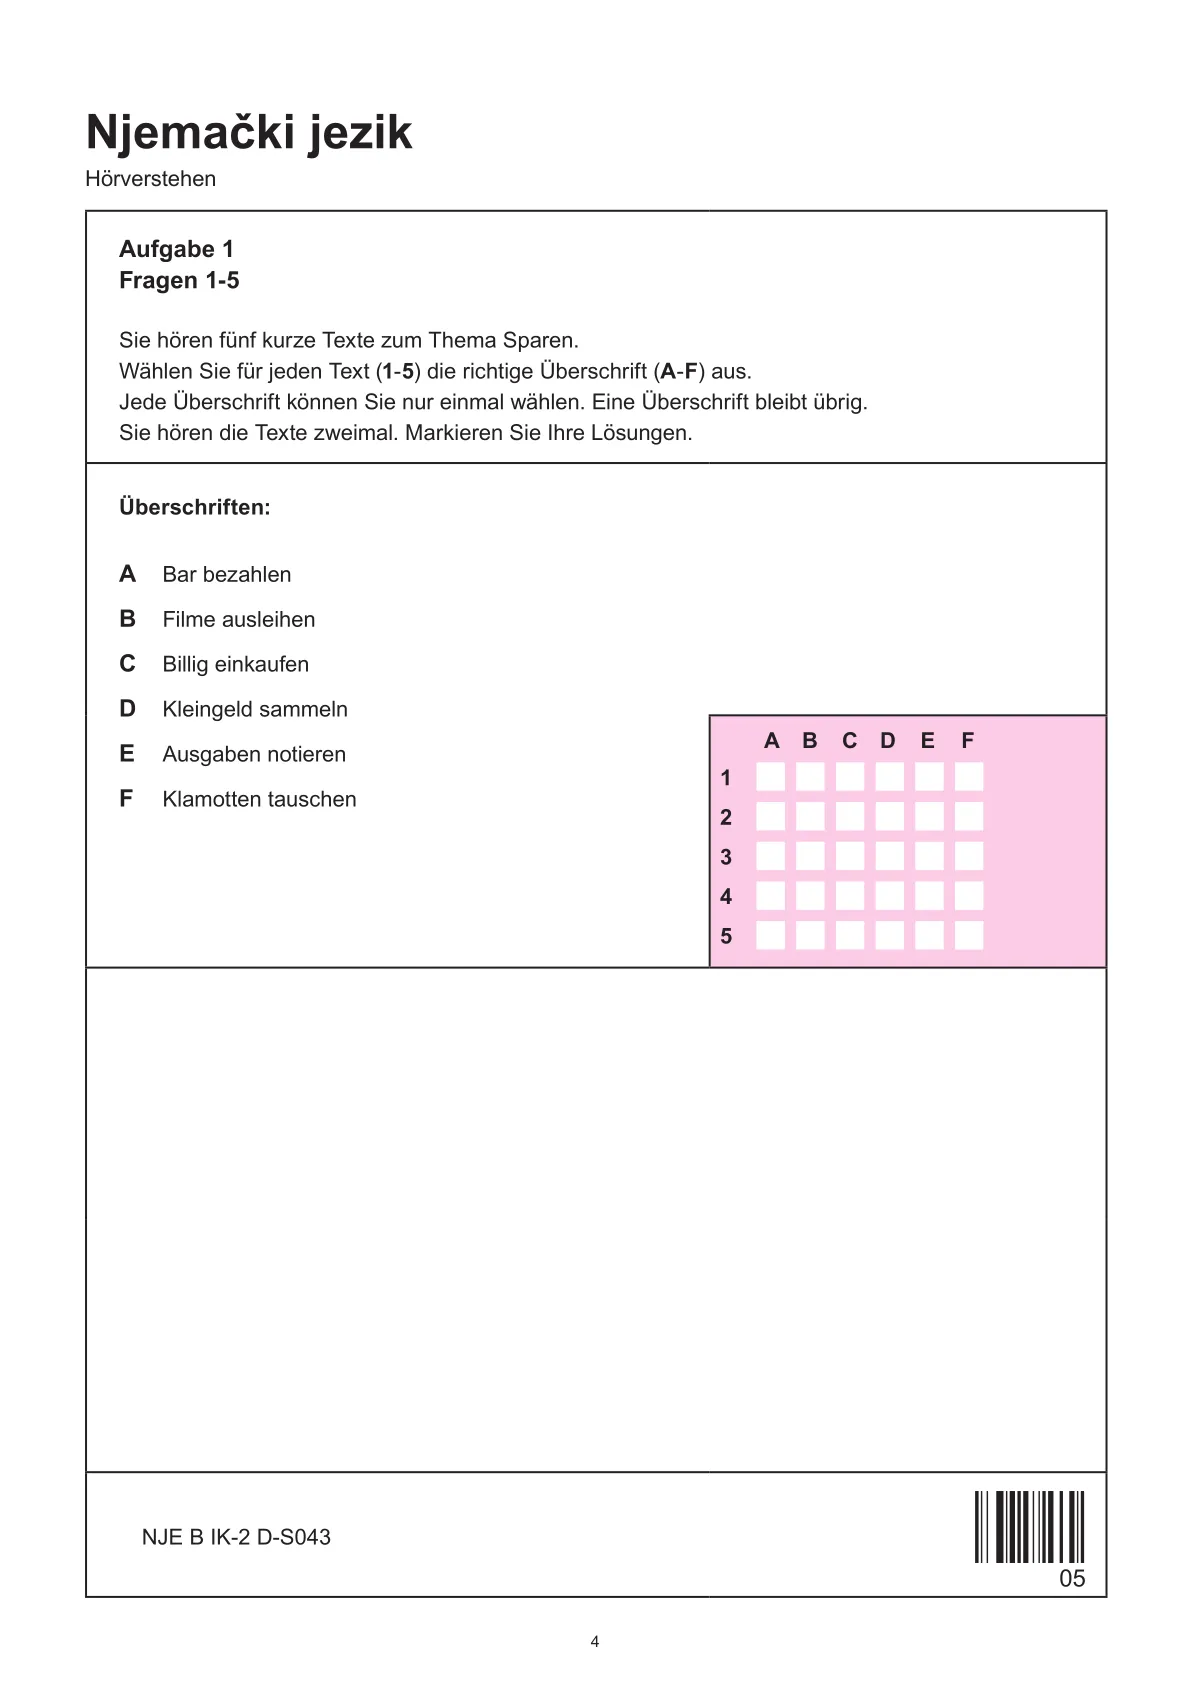 Njemački jezik
Hörverstehen
Aufgabe 1
Fragen 1-5
Sie hören fünf kurze Texte zum Thema Sparen.
Wählen Sie für jeden Text (1-5) die richtige Überschrift (A-F) aus.
Jede Überschrift können Sie nur einmal wählen. Eine Überschrift bleibt übrig.
Sie hören die Texte zweimal. Markieren Sie Ihre Lösungen.
Überschriften:
A Bar bezahlen
B Filme ausleihen
C Billig einkaufen
D Kleingeld sammeln
E Ausgaben notieren
F Klamotten tauschen
A B C D E F
1
2
3
4
5
NJE B IK-2 D-S043
05
4